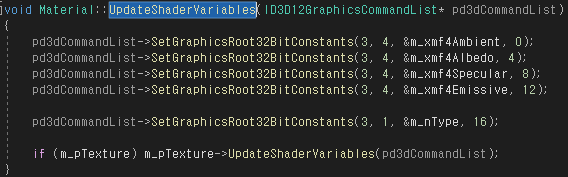 void Material::UpdateShaderVariables(ID3D12GraphicsCommandList* pd3dCommandList)
{
pd3dCommandList->SetGraphicsRoot32BitConstants(3, 4, &m_xmf4Ambient, 0);
pd3dCommandList->SetGraphicsRoot32BitConstants(3, 4, &m_xmf4Albedo, 4);
pd3dCommandList->SetGraphicsRoot32BitConstants(3, 4, &m_xmf4Specular, 8);
pd3dCommandList->SetGraphicsRoot32BitConstants(3, 4, &m_xmf4Emissive, 12);
pd3dCommandList->SetGraphicsRoot32BitConstants(3, 1, &m_nType, 16);
if (m_pTexture) m_pTexture->UpdateShaderVariables(pd3dCommandList);
}